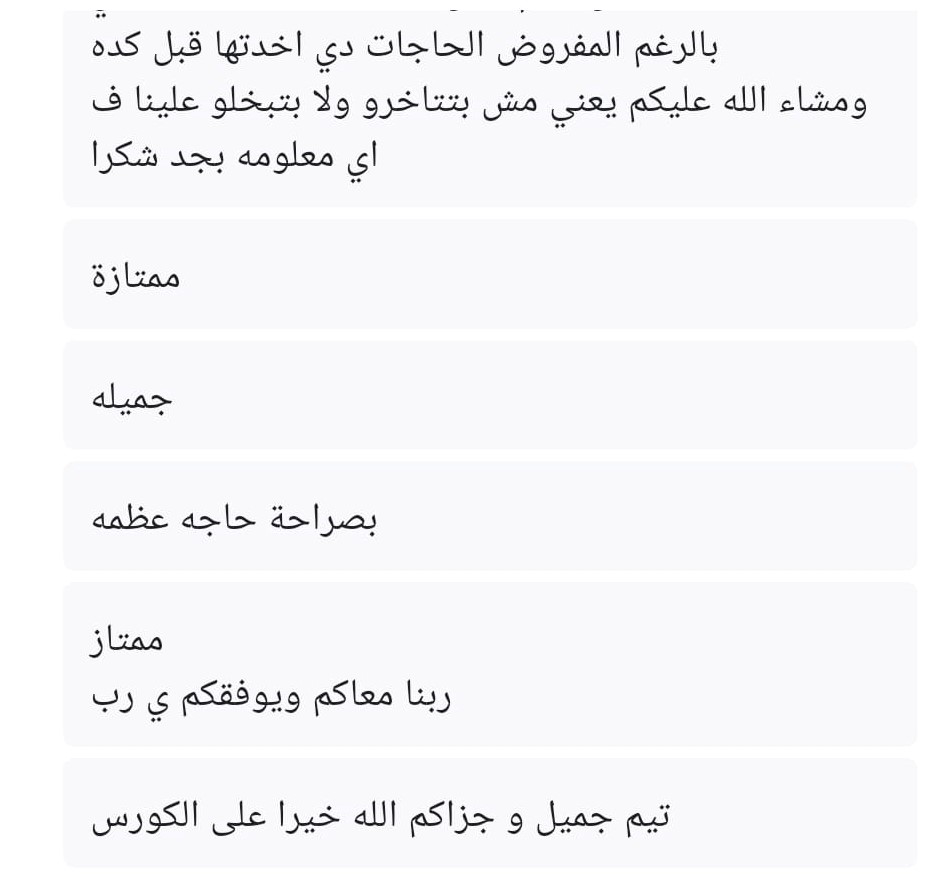 بالرغم المفروض الحاجات دي اخدتها قبل كده
ومشاء الله عليكم يعني مش بتتاخرو ولا بتبخلو علينا ف
اي معلومه بجد شكرا
ممتازة
جميله
بصراحة حاجه عظمه
ممتاز
ربنا معاكم ويوفقكم ي رب
تيم جميل و جزاكم الله خيرا على الكورس